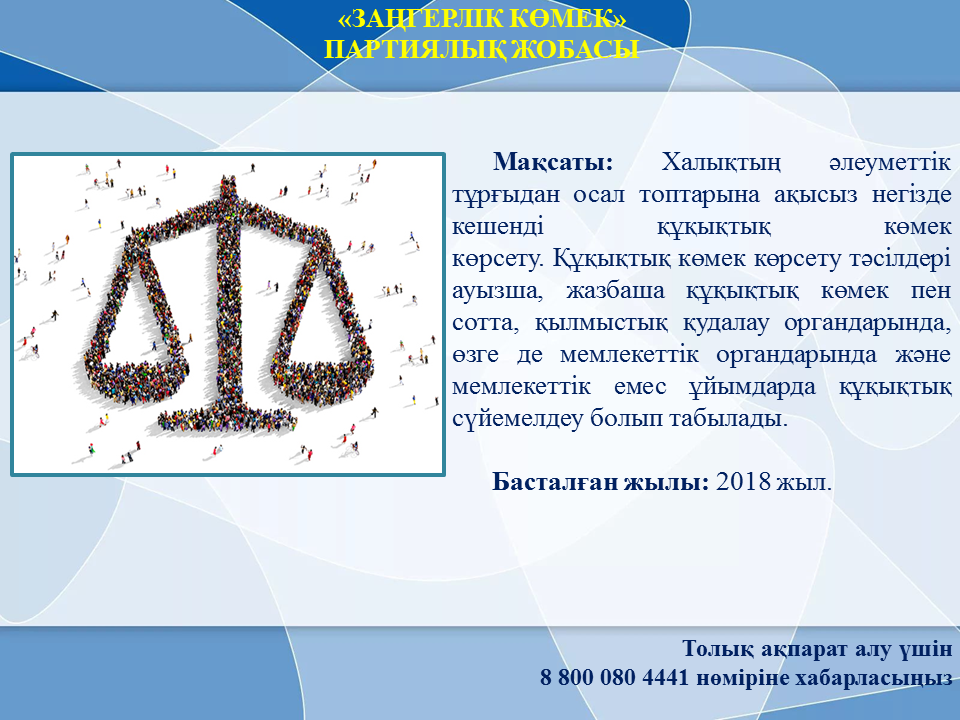 «ЗАҢГЕРЛІК КӨМЕК»
ПАРТИЯЛЫҚ ЖОБАСЫ
Мақсаты: Халықтың әлеуметтік
тұрғыдан осал топтарына ақысыз негізде
кешенді құқықтық көмек
көрсету. Құқықтық көмек көрсету тәсілдері
ауызша, жазбаша құқықтық көмек пен
сотта, қылмыстық қудалау органдарында,
өзге де мемлекеттік органдарында және
мемлекеттік емес ұйымдарда құқықтық
сүйемелдеу болып табылады.
Басталған жылы: 2018 жыл.
Толық ақпарат алу үшін
8 800 080 4441 нөміріне хабарласыңыз